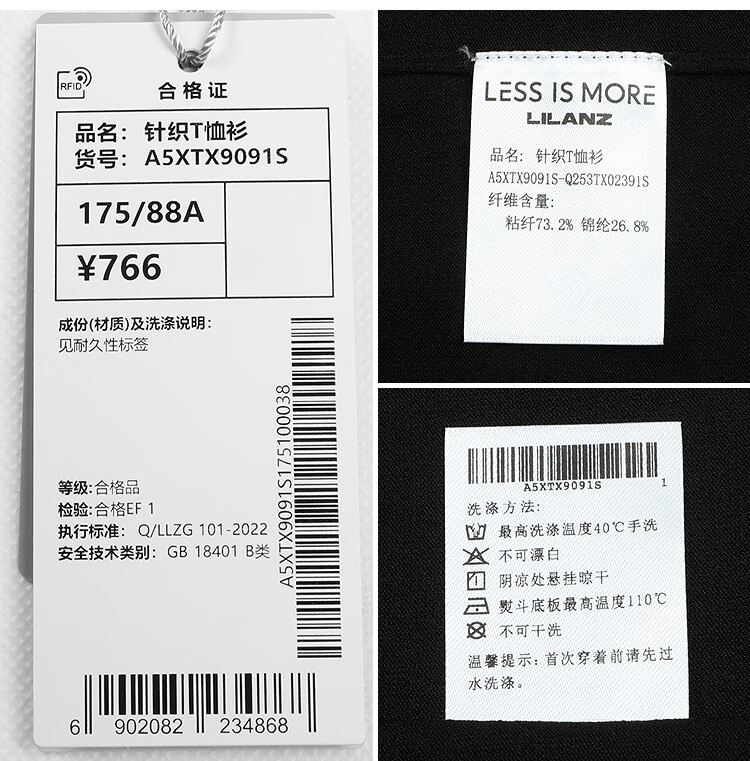 RFID
合格证
品名：针织T恤衫
货号：A5XTX9091S
175/88A
¥766
成份(材质)及洗涤说明：
见耐久性标签
等级:合格品
检验:合格EF 1
执行标准： Q/LLZG 101-2022
安全技术类别： GB 18401 B类
A5XTX9091S175100038
6 902082 234868
LESS IS MORE
LILANZ
品名: 针织T恤衫
A5XTX9091S-Q253TX02391S
纤维含量:
粘纤73.2% 锦纶26.8%
A5XTX9091S 1
洗涤方法:
最高洗涤温度40℃手洗
不可漂白
阴凉处悬挂晾干
熨斗底板最高温度110℃
不可干洗
温馨提示:首次穿着前请先过
水洗涤。